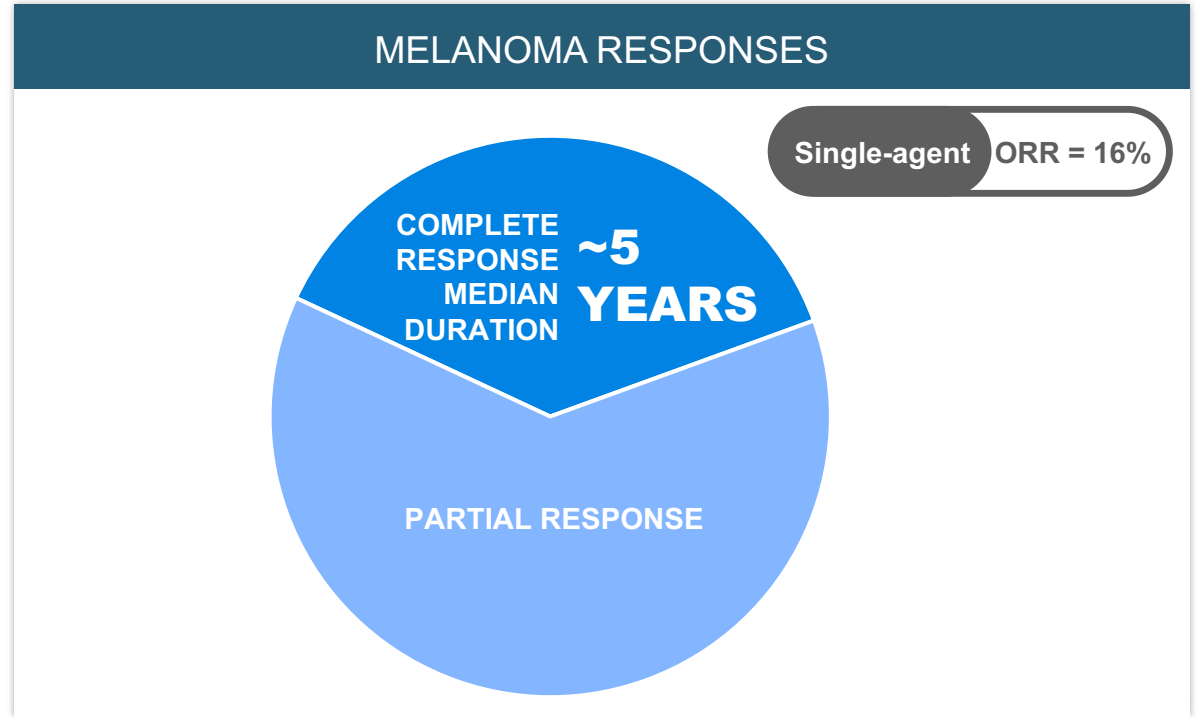 MELANOMA RESPONSES
Single-agent ORR = 16%
COMPLETE
RESPONSE
MEDIAN
DURATION
~5
YEARS
PARTIAL RESPONSE